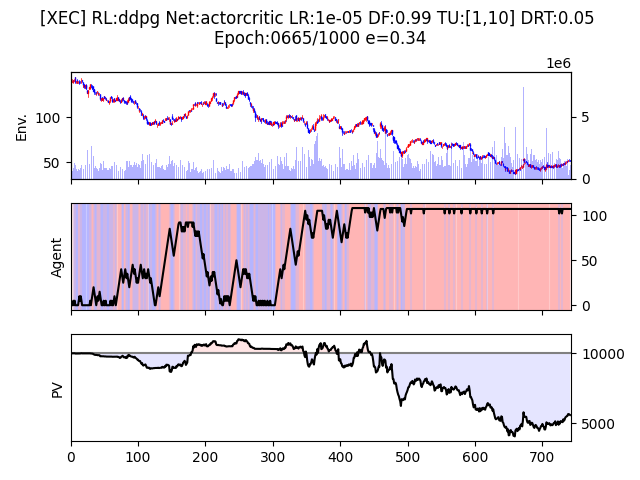 [XEC] RL:ddpg Net:actorcritic LR:1e-05 DF:0.99 TU:[1,10] DRT:0.05
Epoch:0665/1000 e=0.34
1e6
Env.
100
50
5
0
Agent
100
50
0
PV
10000
5000
0 100 200 300 400 500 600 700